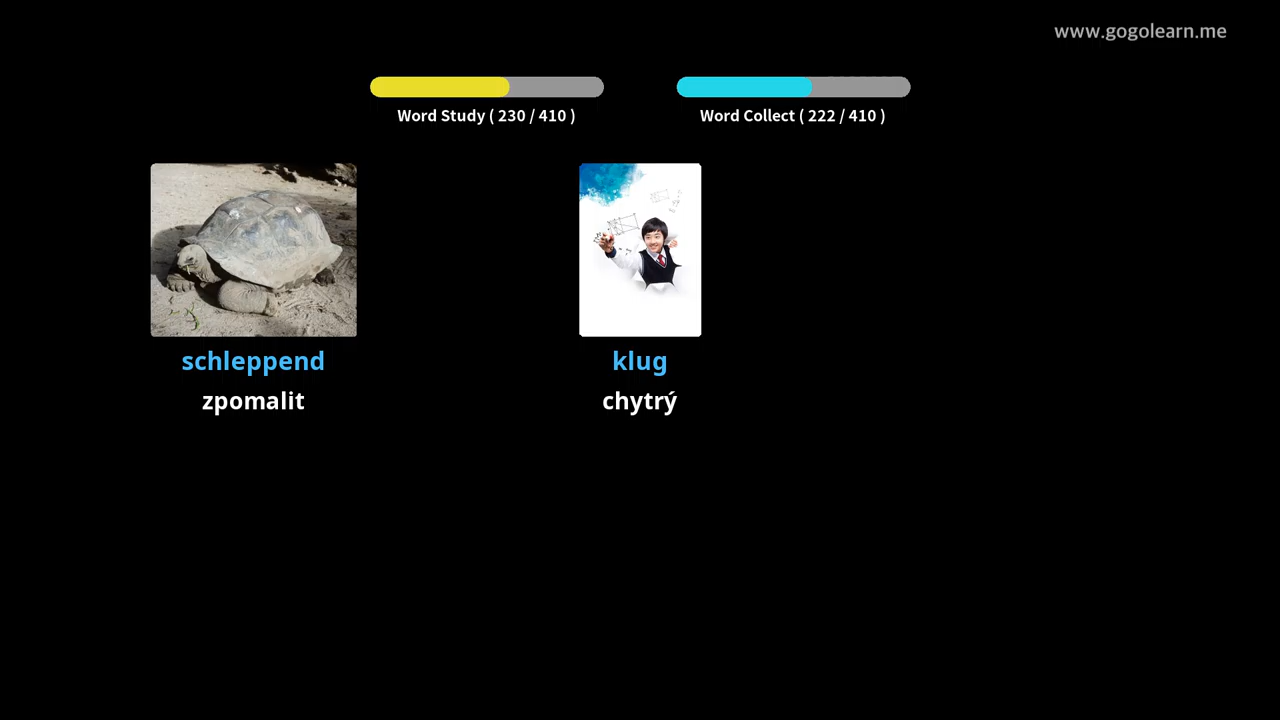 www.gogolearn.me
Word Study ( 230 / 410 )
Word Collect ( 222 / 410 )
schleppend
zpomalit
klug
chytrý